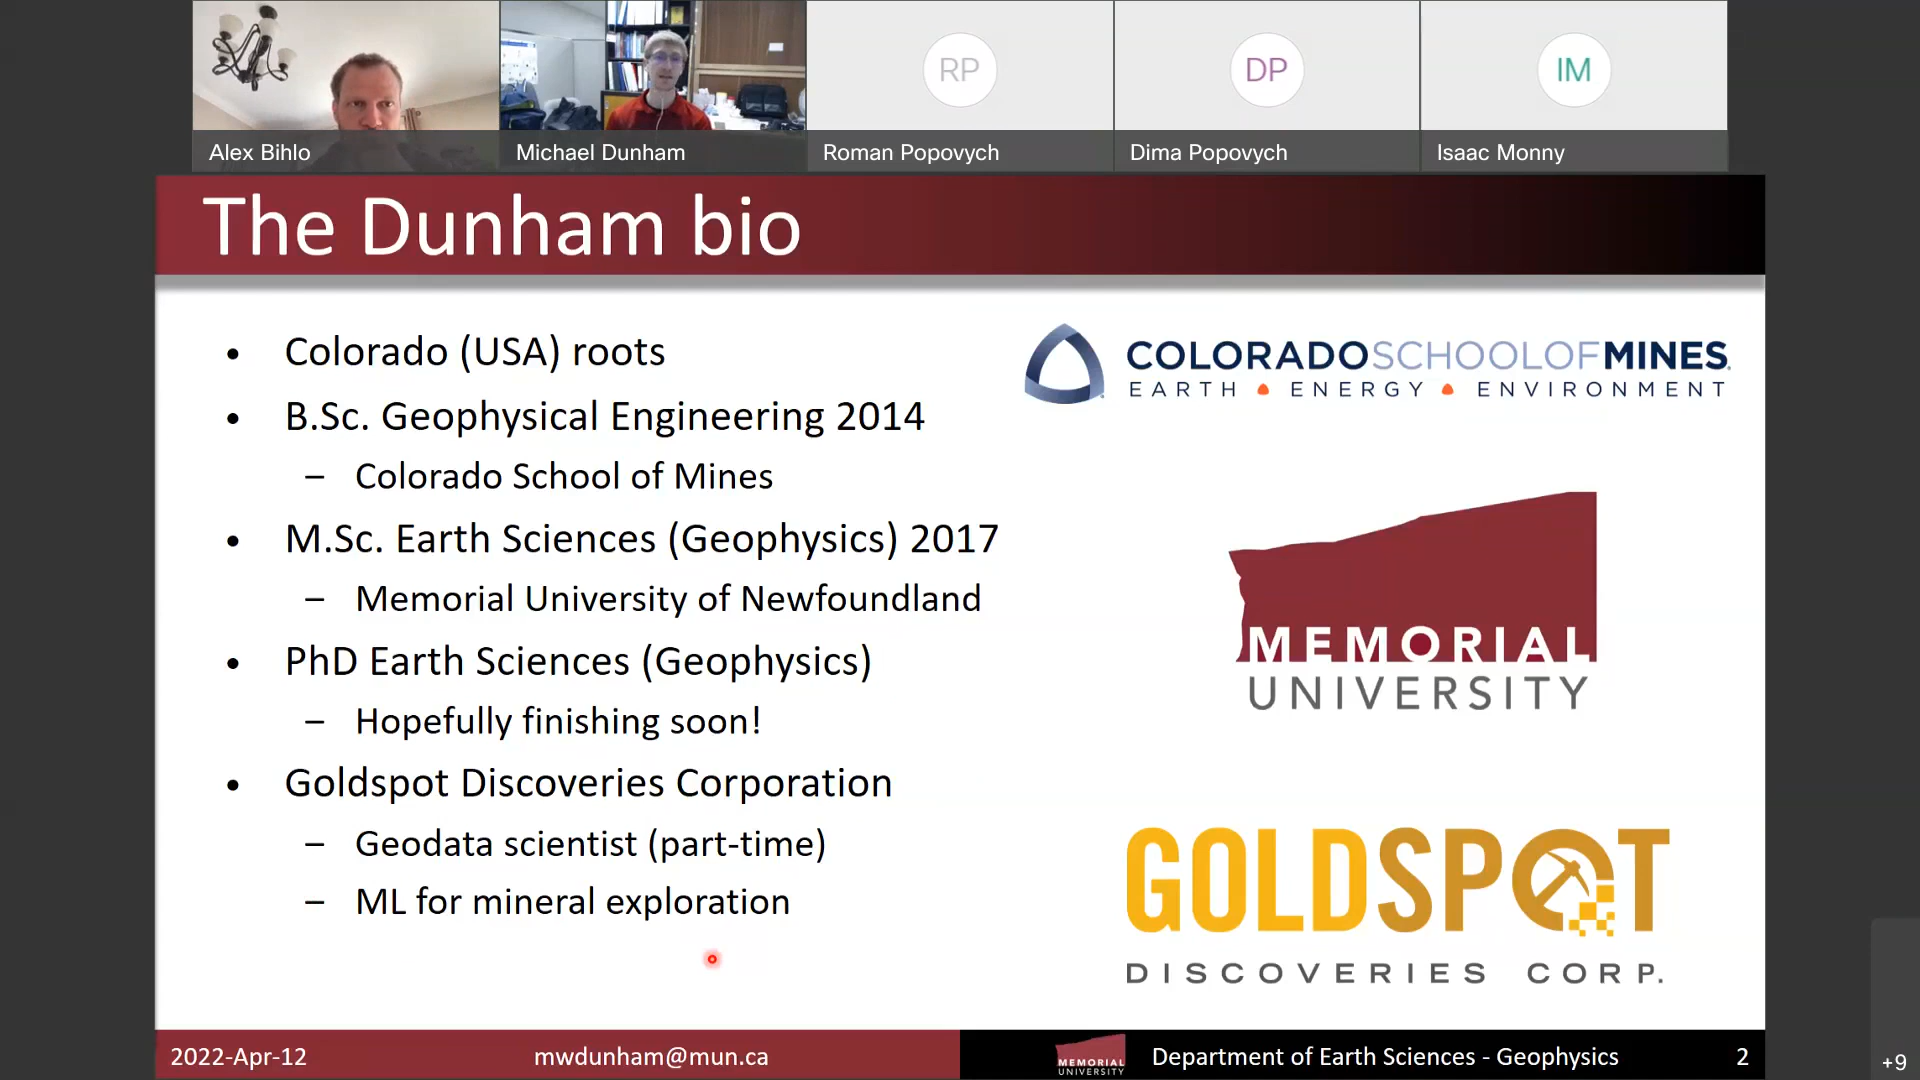 RP
DP
IM
Alex Bihlo
Michael Dunham
Roman Popovych
Dima Popovych
Isaac Monny
The Dunham bio
• Colorado (USA) roots
• B.Sc. Geophysical Engineering 2014
– Colorado School of Mines
• M.Sc. Earth Sciences (Geophysics) 2017
– Memorial University of Newfoundland
• PhD Earth Sciences (Geophysics)
– Hopefully finishing soon!
• Goldspot Discoveries Corporation
– Geodata scientist (part-time)
– ML for mineral exploration
COLORADOSCHOOLOFMINES
EARTH • ENERGY • ENVIRONMENT
MEMORIAL
UNIVERSITY
GOLDSPOT
DISCOVERIES CORP.
2022-Apr-12
mwdunham@mun.ca
MEMORIAL
UNIVERSITY
Department of Earth Sciences - Geophysics
2
+9